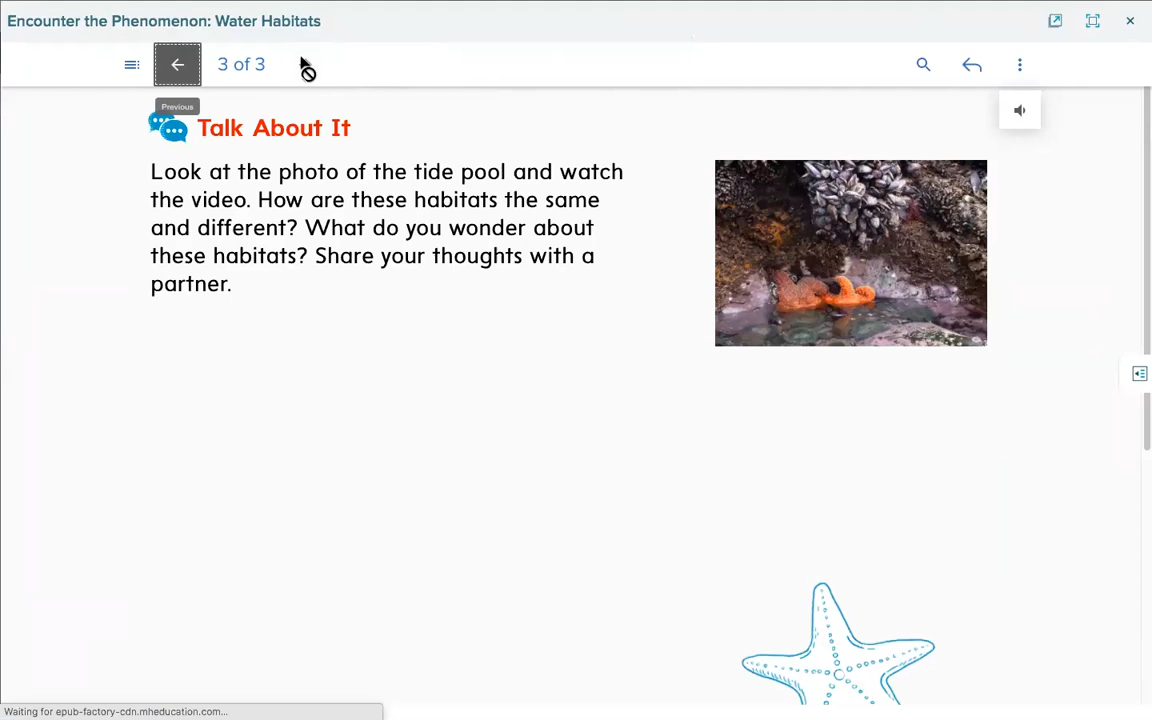 Encounter the Phenomenon: Water Habitats
3 of 3
Previous
Talk About It
Look at the photo of the tide pool and watch
the video. How are these habitats the same
and different? What do you wonder about
these habitats? Share your thoughts with a
partner.
Waiting for epub-factory-cdn.mheducation.com...